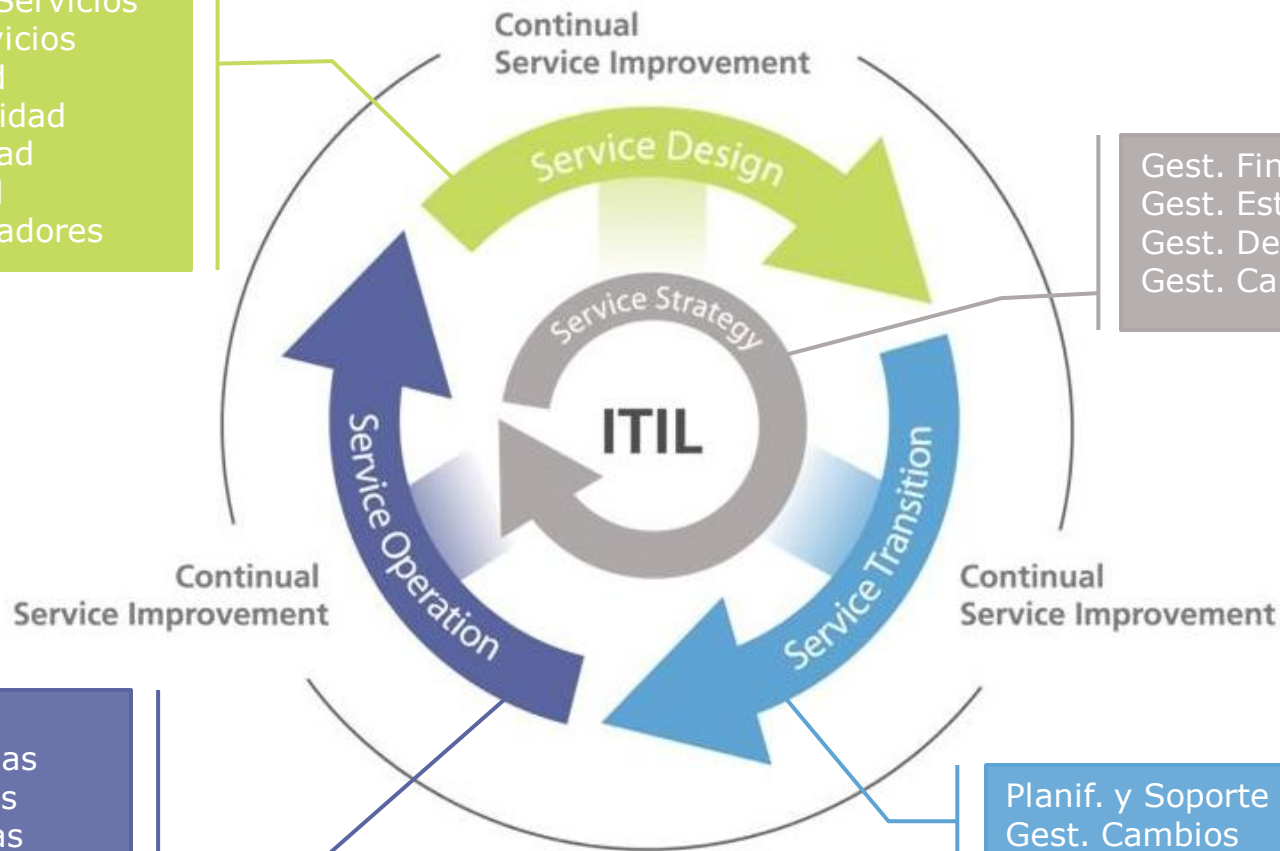 Servicios
vicios
idad
adores
Continual
Service Improvement
Service Design
Gest. Fin
Gest. Est
Gest. De
Gest. Ca
Service Strategy
ITIL
Service Operation
Service Transition
Continual
Service Improvement
Continual
Service Improvement
as
s
as
Planif. y Soporte
Gest. Cambios